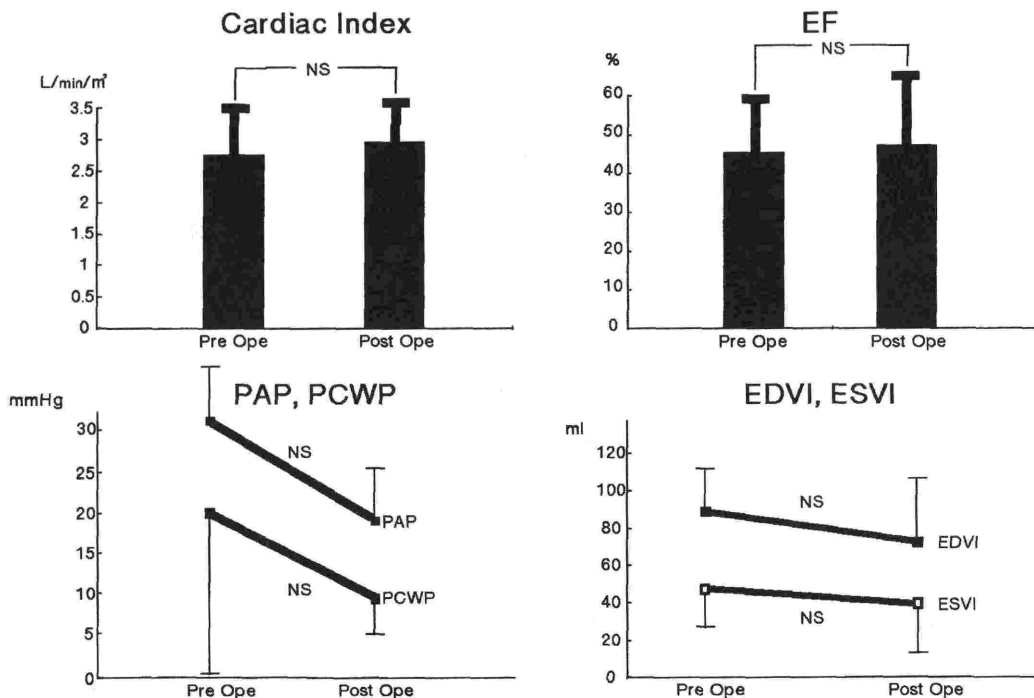 Cardiac Index
L/min/㎡
NS
3.5
3
2.5
2
1.5
1
0.5
0
Pre Ope
Post Ope
EF
%
NS
60
50
40
30
20
10
0
Pre Ope
Post Ope
PAP, PCWP
mmHg
30
25
20
15
10
5
0
NS
PAP
NS
PCWP
Pre Ope
Post Ope
EDVI, ESVI
ml
120
100
80
60
40
20
0
NS
EDVI
NS
ESVI
Pre Ope
Post Ope